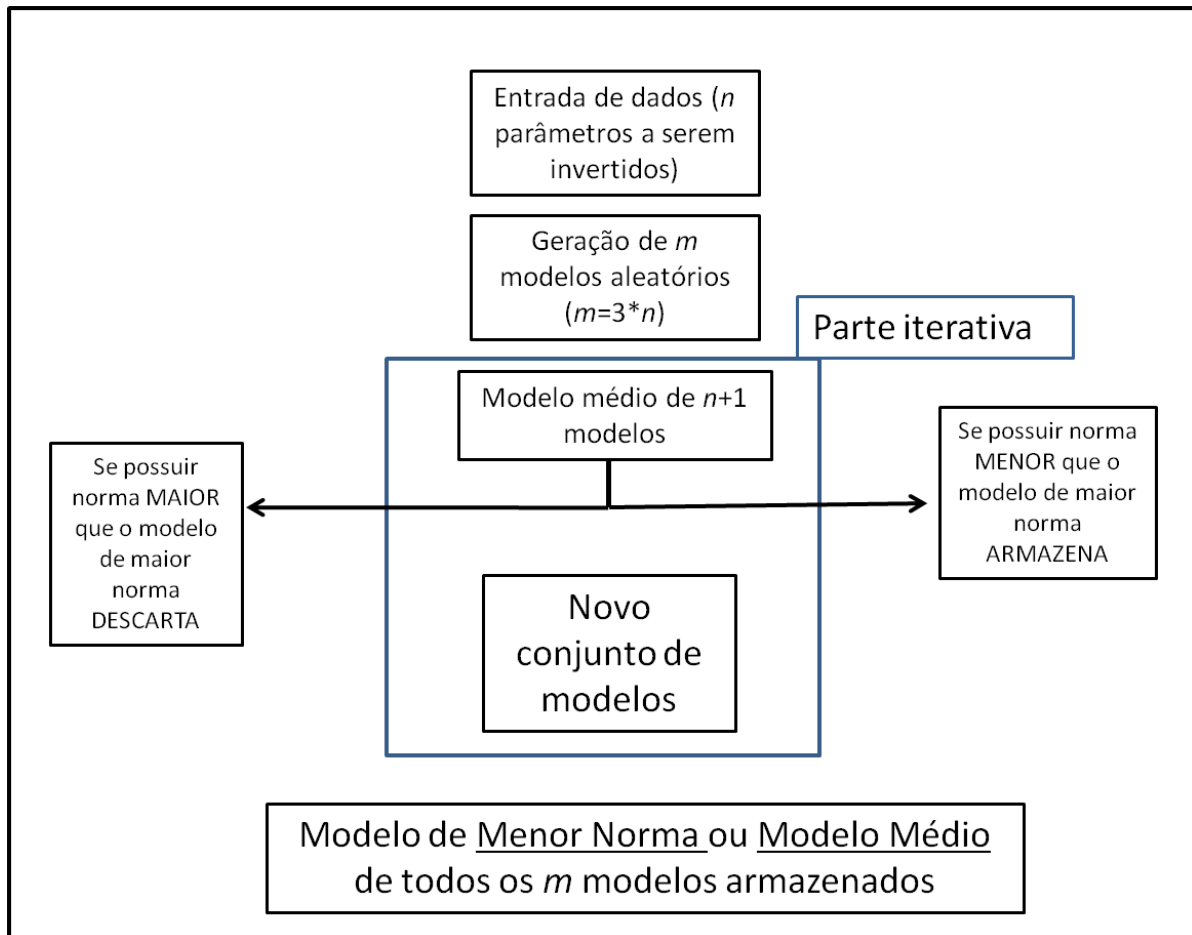 Entrada de dados (n
parâmetros a serem
invertidos)
Geração de m
modelos aleatórios
(m=3*n)
Parte iterativa
Modelo médio de n+1
modelos
Se possuir
norma MAIOR
que o modelo
de maior
norma
DESCARTA
Se possuir norma
MENOR que o
modelo de maior
norma
ARMAZENA
Novo
conjunto de
modelos
Modelo de Menor Norma ou Modelo Médio
de todos os m modelos armazenados